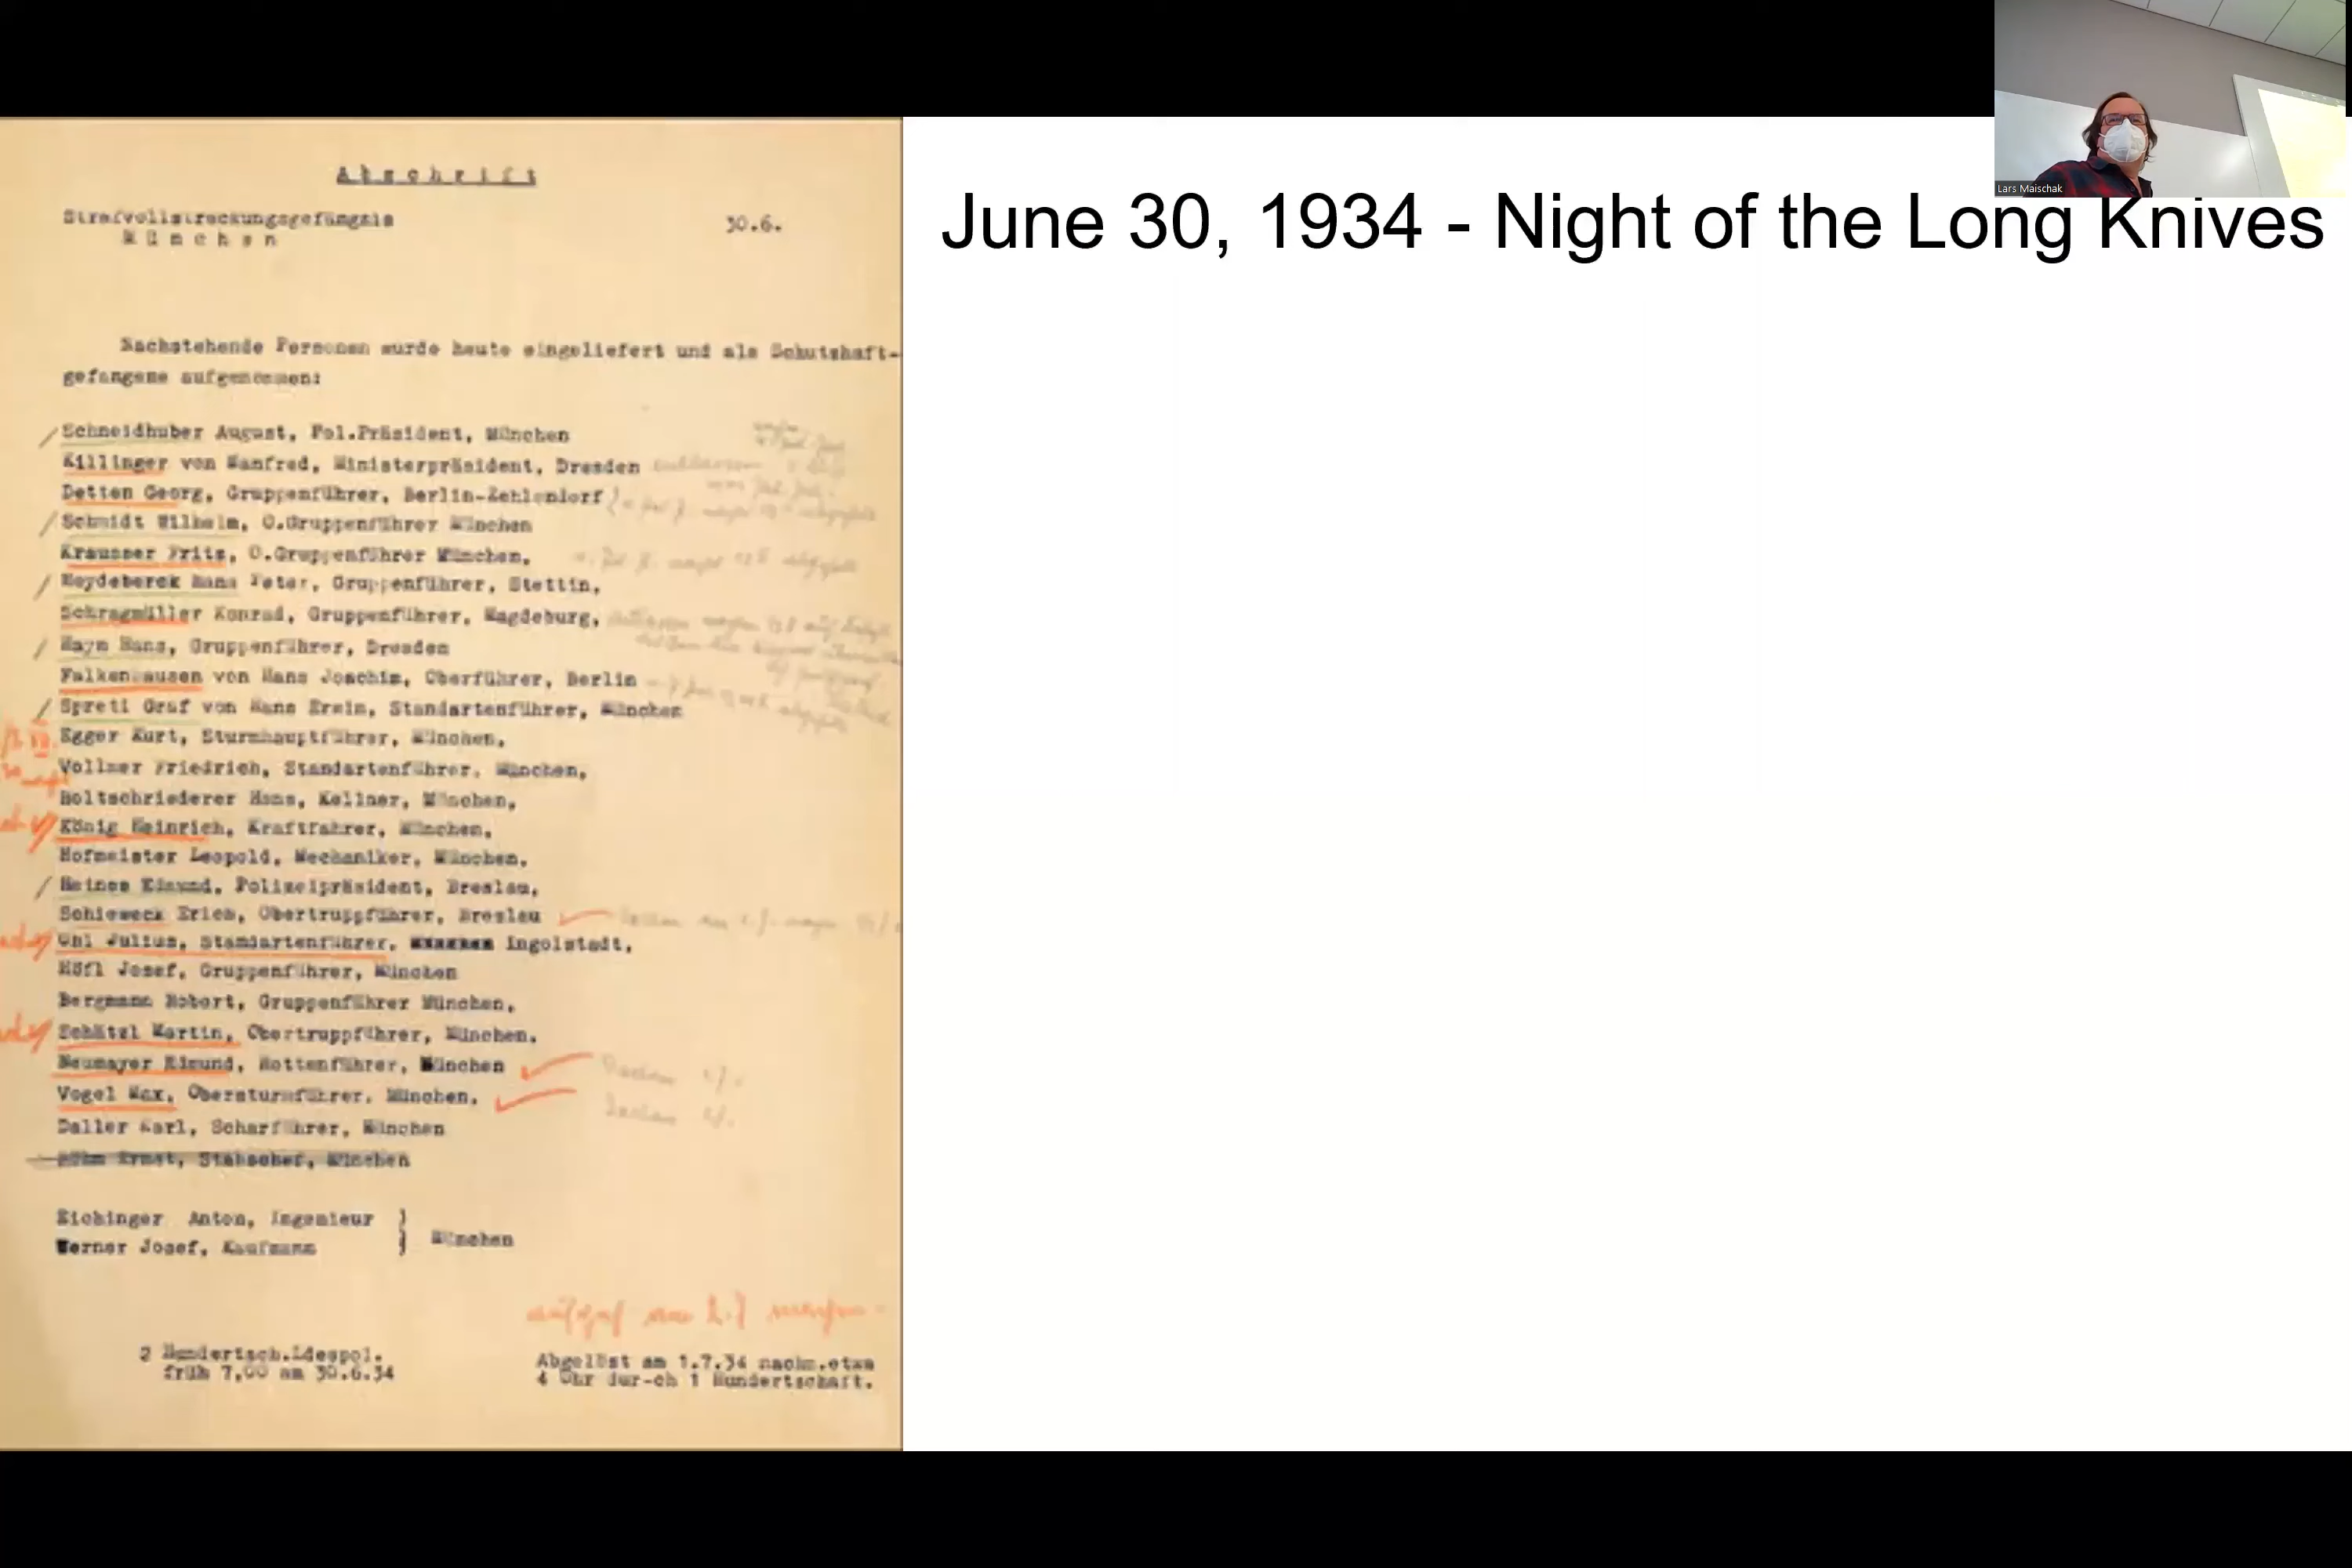 Abschrift
Strafvollstreckungsgefängnis
München
30.6.
Nachstehende Personen wurde heute eingeliefert und als Schutzhaft-
gefangene aufgenommen:
Schneidhuber August, Pol.Präsident, München
Killinger von Manfred, Ministerpräsident, Dresden
Detten Georg, Gruppenführer, Berlin-Zehlendorf
Schmidt Wilhelm, O.Gruppenführer München
Krausser Fritz, O.Gruppenführer München,
Heydebreck Hans Peter, Gruppenführer, Stettin,
Schragmüller Konrad, Gruppenführer, Magdeburg,
Hayn Hans, Gruppenführer, Dresden
Falkenhausen von Hans Joachim, Oberführer, Berlin
Spreti Graf von Hans Erwin, Standartenführer, München
Egger Kurt, Sturmhauptführer, München,
Vollmer Friedrich, Standartenführer, München,
Holtschriederer Hans, Kellner, München,
König Heinrich, Kraftfahrer, München,
Hofmeister Leopold, Mechaniker, München,
Heines Edmund, Polizeipräsident, Breslau,
Schieweck Erich, Obertruppführer, Breslau
Uhl Julius, Standartenführer, Ingolstadt,
Höfl Josef, Gruppenführer, München
Bergmann Robert, Gruppenführer München,
Schätzl Martin, Obertruppführer, München.
Neumayer Edmund, Rottenführer, München
Vogel Max, Obersturmführer, München,
Daller Karl, Scharführer, München
Röhm Ernst, Stabschef, München
Eichinger Anton, Ingenieur
Werner Josef, Kaufmann
München
2 Hundertsch.Ldespol.
früh 7,00 am 30.6.34
Abgelöst am 1.7.34 nachm.etwa
4 Uhr dur-ch 1 Hundertschaft.
June 30, 1934 - Night of the Long Knives
Lars Maischak